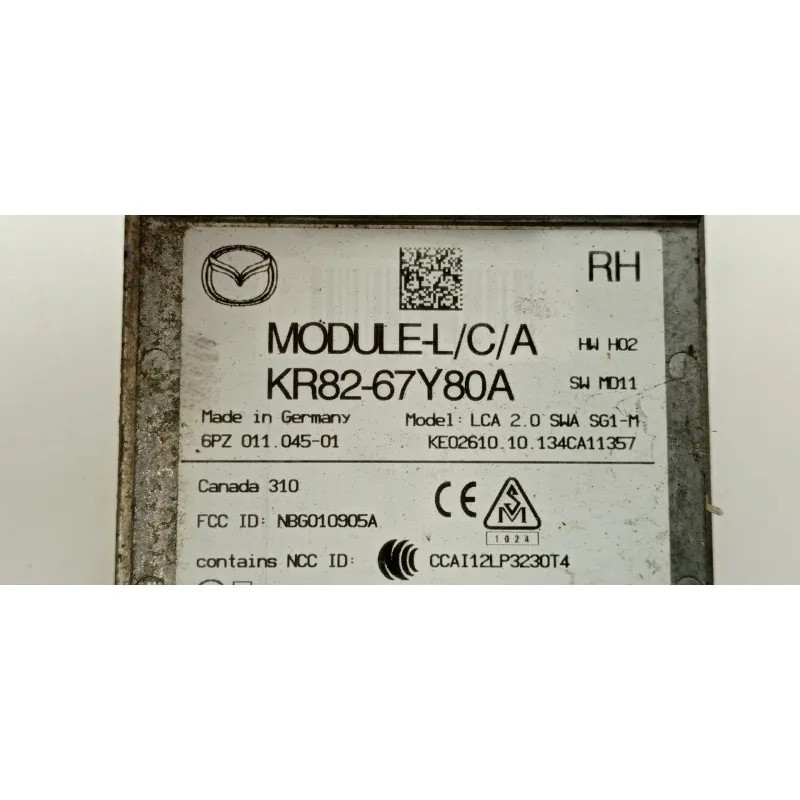 RH
MODULE-L/C/A HW H02
KR82-67Y80A SW MD11
Made in Germany Model: LCA 2.0 SWA SG1-M
6PZ 011.045-01 KE02610.10.134CA11357
Canada 310 CE
FCC ID: NBG010905A SM
1024
contains NCC ID: CCAI12LP3230T4